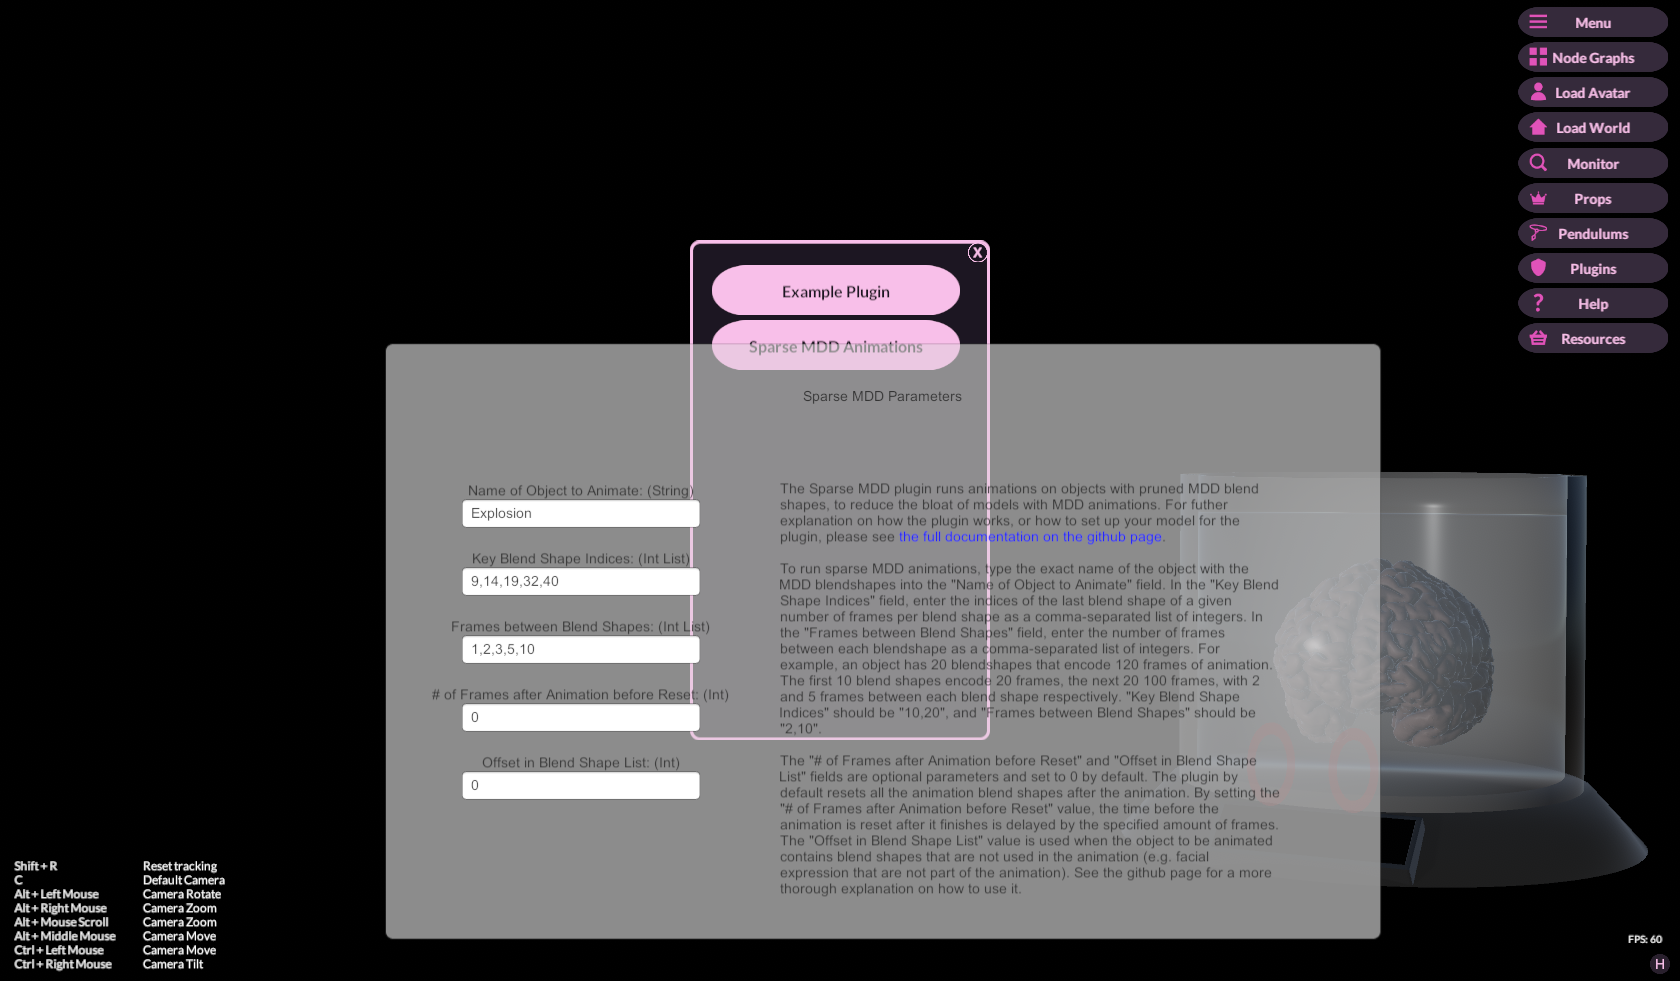 Menu
Node Graphs
Load Avatar
Load World
Monitor
Props
Pendulums
Plugins
Help
Resources
X
Example Plugin
Sparse MDD Animations
Sparse MDD Parameters
Name of Object to Animate: (String)
Explosion
Key Blend Shape Indices: (Int List)
9,14,19,32,40
Frames between Blend Shapes: (Int List)
1,2,3,5,10
# of Frames after Animation before Reset: (Int)
0
Offset in Blend Shape List: (Int)
0
The Sparse MDD plugin runs animations on objects with pruned MDD blend
shapes, to reduce the bloat of models with MDD animations. For futher
explanation on how the plugin works, or how to set up your model for the
plugin, please see the full documentation on the github page.
To run sparse MDD animations, type the exact name of the object with the
MDD blendshapes into the "Name of Object to Animate" field. In the "Key Blend
Shape Indices" field, enter the indices of the last blend shape of a given
number of frames per blend shape as a comma-separated list of integers. In
the "Frames between Blend Shapes" field, enter the number of frames
between each blendshape as a comma-separated list of integers. For
example, an object has 20 blendshapes that encode 120 frames of animation.
The first 10 blend shapes encode 20 frames, the next 20 100 frames, with 2
and 5 frames between each blend shape respectively. "Key Blend Shape
Indices" should be "10,20", and "Frames between Blend Shapes" should be
"2,10".
The "# of Frames after Animation before Reset" and "Offset in Blend Shape
List" fields are optional parameters and set to 0 by default. The plugin by
default resets all the animation blend shapes after the animation. By setting the
"# of Frames after Animation before Reset" value, the time before the
animation is reset after it finishes is delayed by the specified amount of frames.
The "Offset in Blend Shape List" value is used when the object to be animated
contains blend shapes that are not used in the animation (e.g. facial
expression that are not part of the animation). See the github page for a more
thorough explanation on how to use it.
Shift + R Reset tracking
C Default Camera
Alt + Left Mouse Camera Rotate
Alt + Right Mouse Camera Zoom
Alt + Mouse Scroll Camera Zoom
Alt + Middle Mouse Camera Move
Ctrl + Left Mouse Camera Move
Ctrl + Right Mouse Camera Tilt
FPS: 60
H